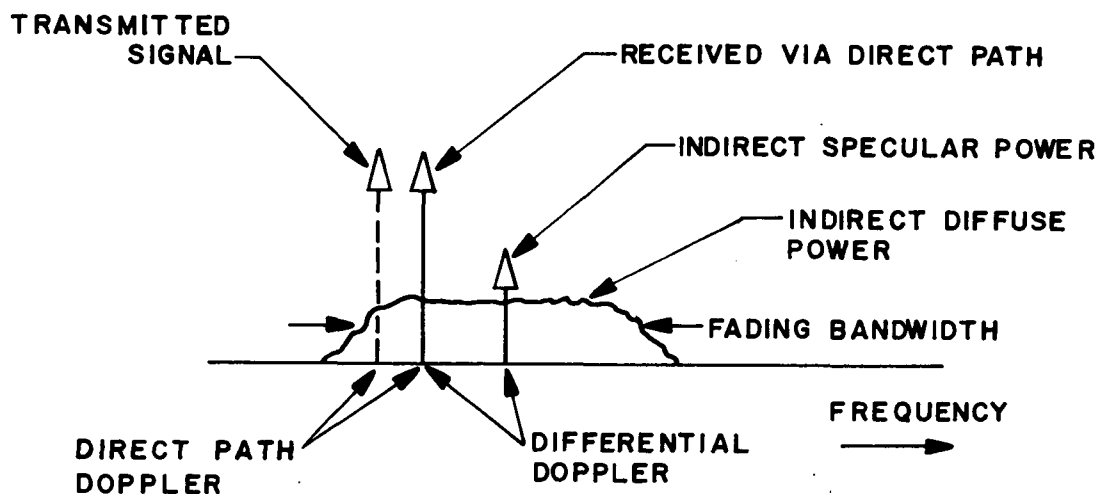 TRANSMITTED
SIGNAL
RECEIVED VIA DIRECT PATH
INDIRECT SPECULAR POWER
INDIRECT DIFFUSE
POWER
FADING BANDWIDTH
FREQUENCY
DIRECT PATH
DOPPLER
DIFFERENTIAL
DOPPLER